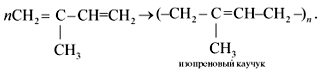 nCH₂= C – CH=CH₂ → (–CH₂ – C=CH–CH₂–)ₙ.
CH₃ CH₃
изопреновый каучук